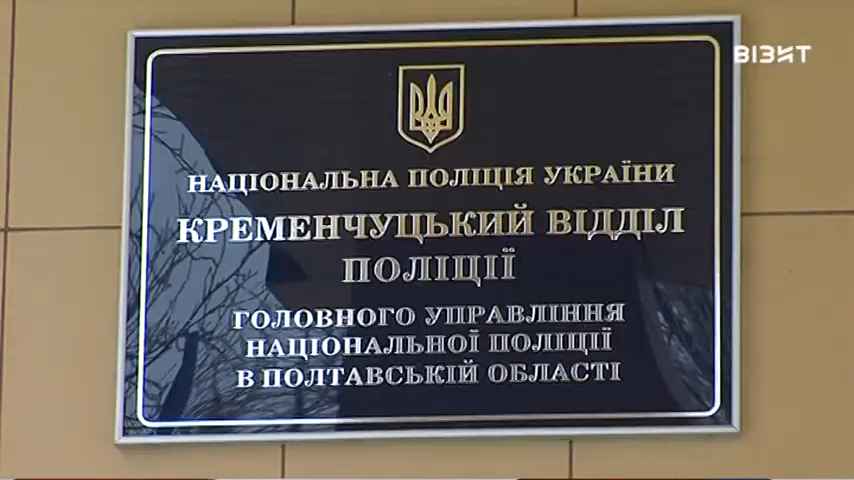 ВІЗИТ
НАЦІОНАЛЬНА ПОЛІЦІЯ УКРАЇНИ
КРЕМЕНЧУЦЬКИЙ ВІДДІЛ
ПОЛІЦІЇ
ГОЛОВНОГО УПРАВЛІННЯ
НАЦІОНАЛЬНОЇ ПОЛІЦІЇ
В ПОЛТАВСЬКІЙ ОБЛАСТІ